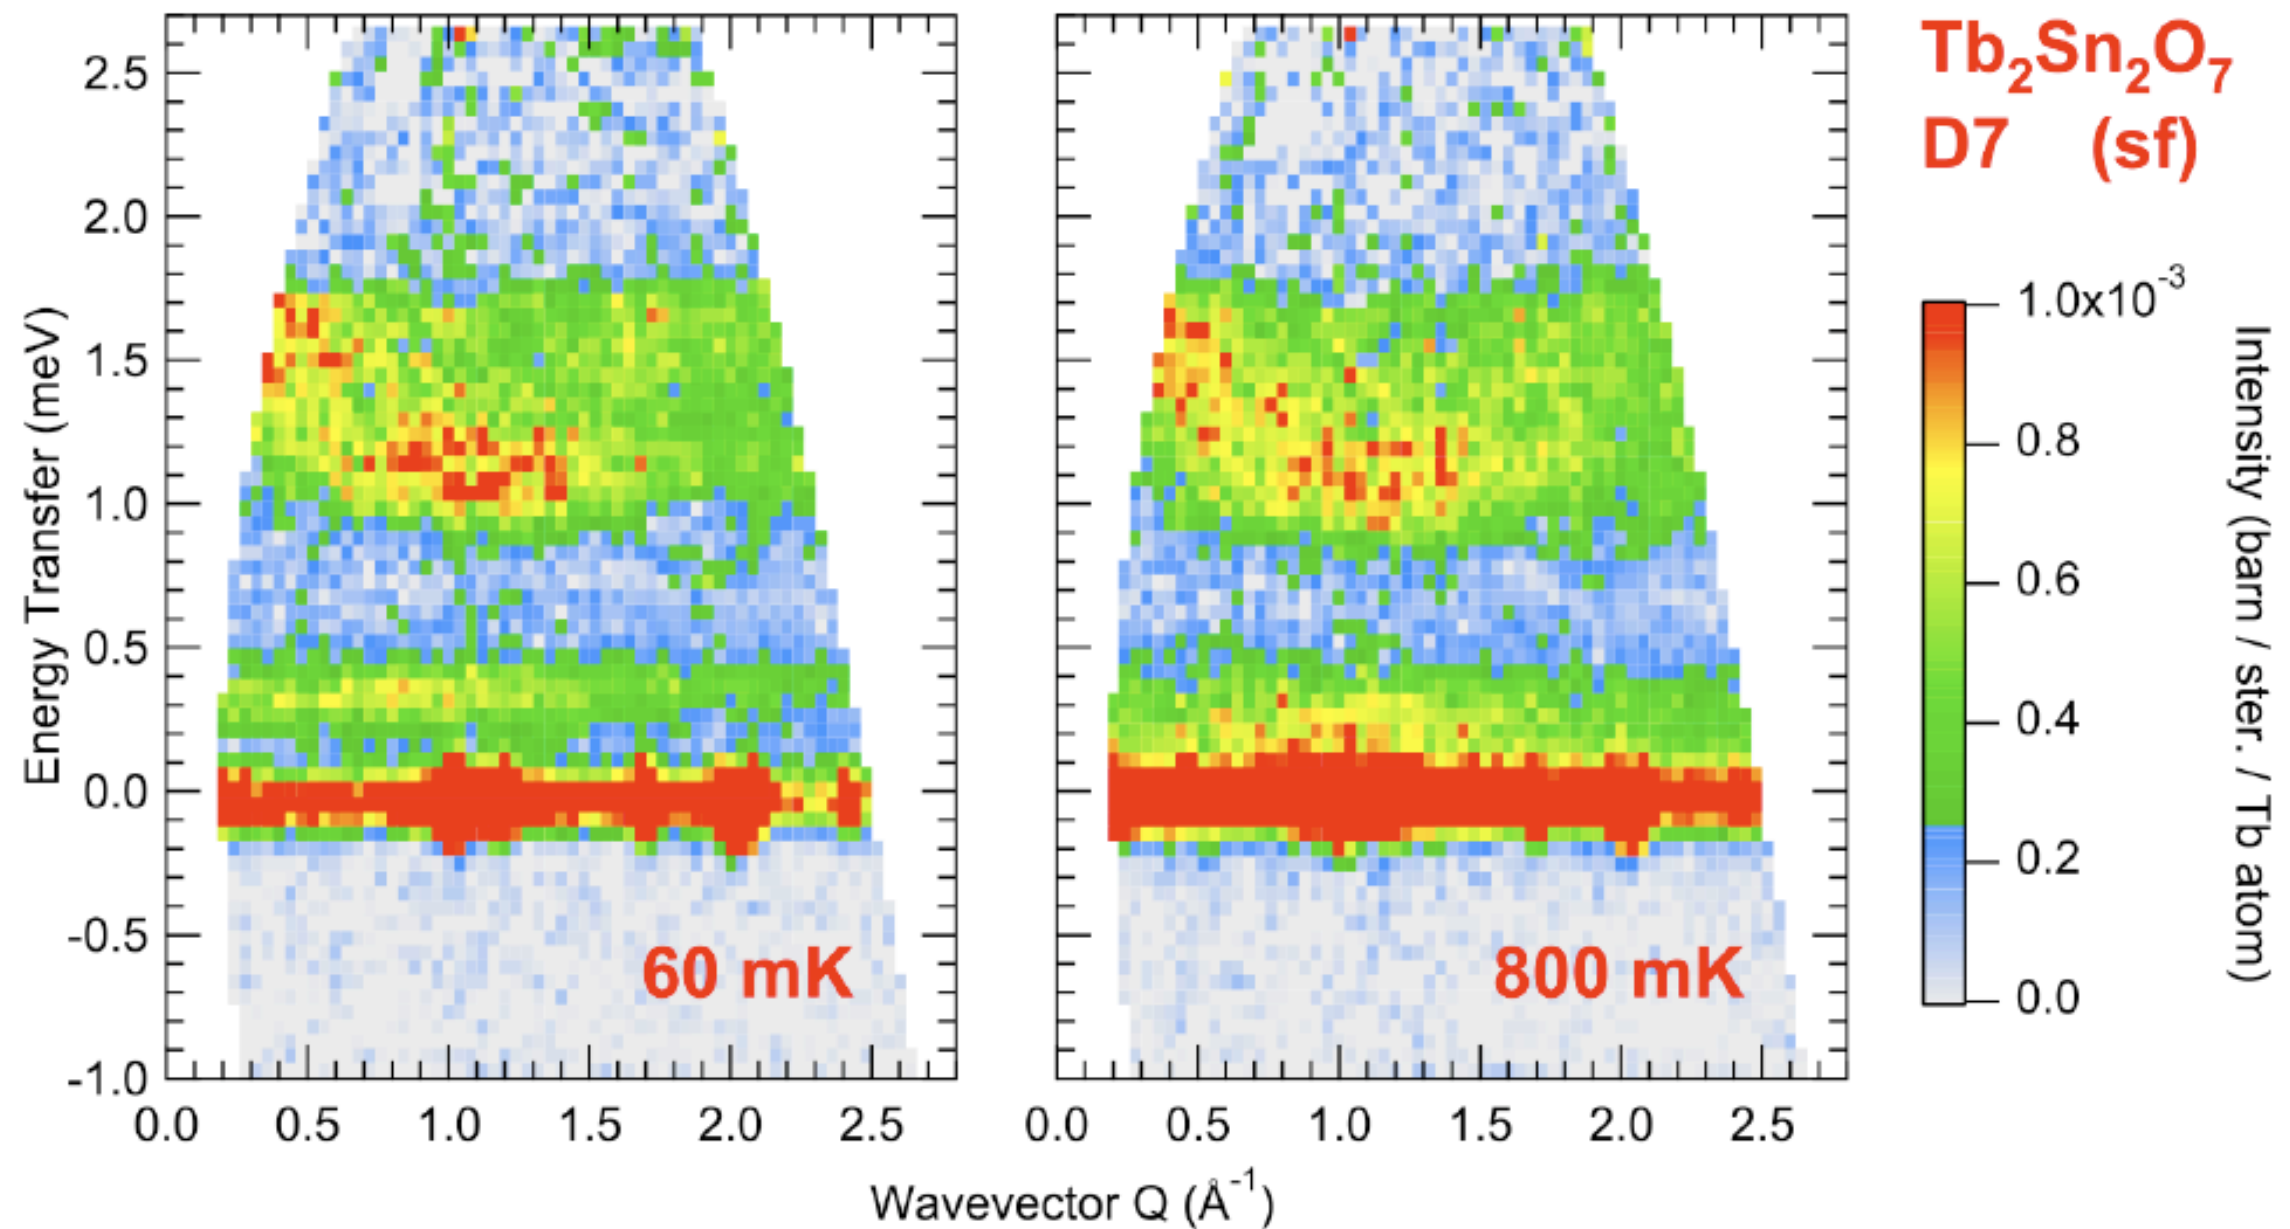 Tb2Sn2O7
D7 (sf)
Energy Transfer (meV)
2.5
2.0
1.5
1.0
0.5
0.0
-0.5
-1.0
60 mK
800 mK
0.0 0.5 1.0 1.5 2.0 2.5
0.0 0.5 1.0 1.5 2.0 2.5
Wavevector Q (Å-1)
1.0x10-3
0.8
0.6
0.4
0.2
0.0
Intensity (barn / ster. / Tb atom)